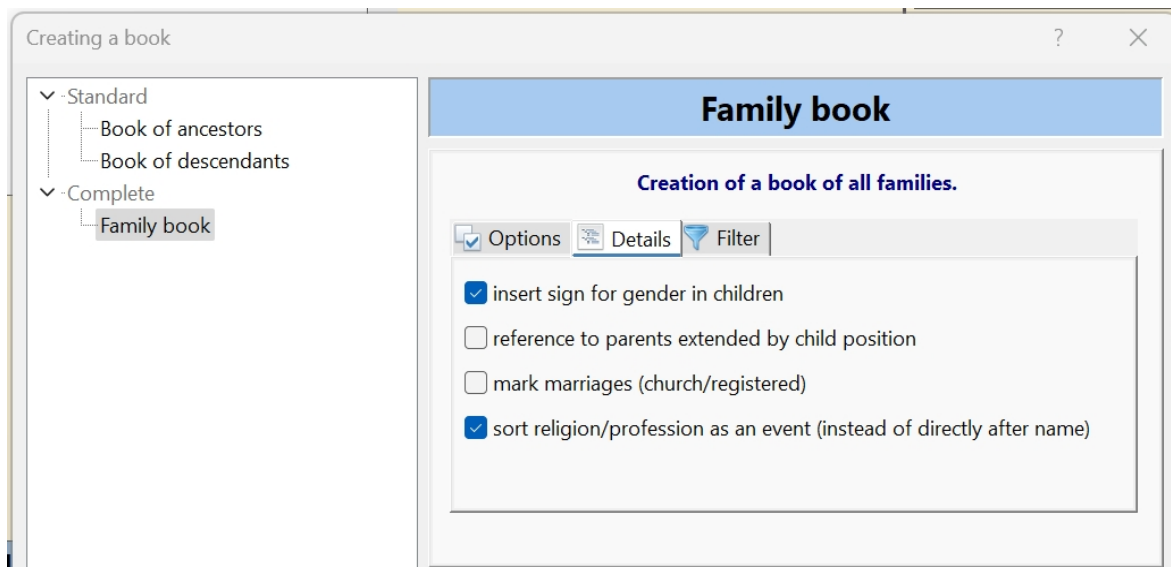 Creating a book
?
Standard
Book of ancestors
Book of descendants
Complete
Family book
Family book
Creation of a book of all families.
Options Details Filter
insert sign for gender in children
reference to parents extended by child position
mark marriages (church/registered)
sort religion/profession as an event (instead of directly after name)